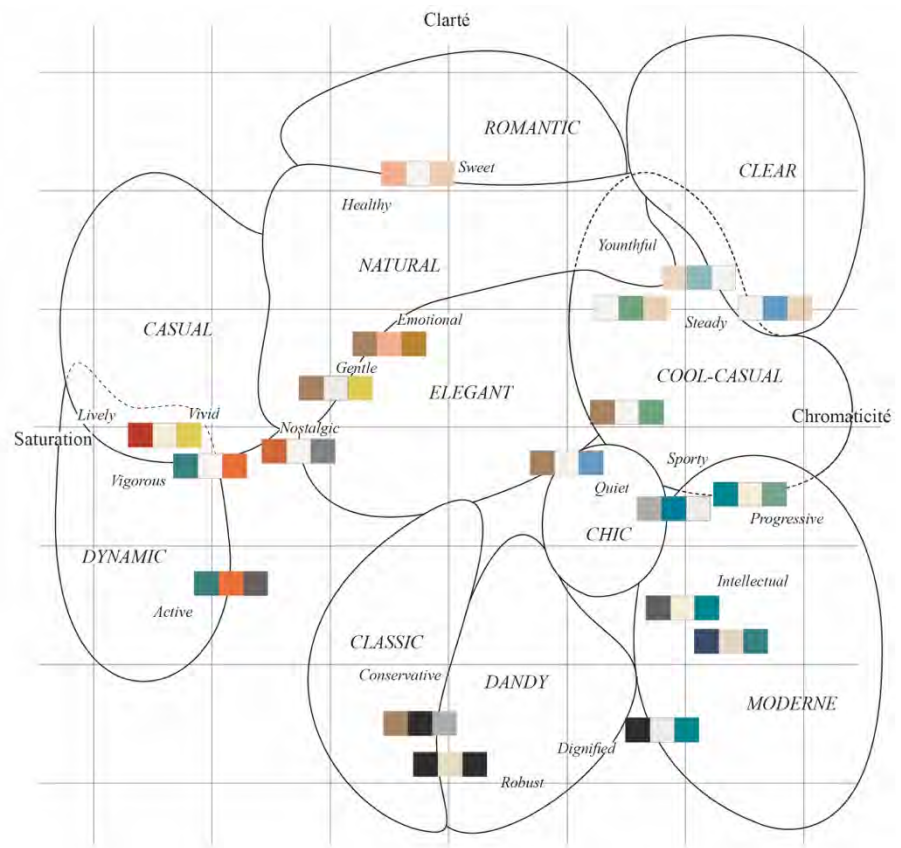 Clarté
ROMANTIC
Sweet
CLEAR
Healthy
Younthful
NATURAL
Emotional
Steady
CASUAL
Gentle
COOL-CASUAL
ELEGANT
Lively
Vivid
Chromaticité
Saturation
Nostalgic
Sporty
Vigorous
Quiet
Progressive
CHIC
DYNAMIC
Intellectual
Active
CLASSIC
Conservative
DANDY
MODERNE
Dignified
Robust